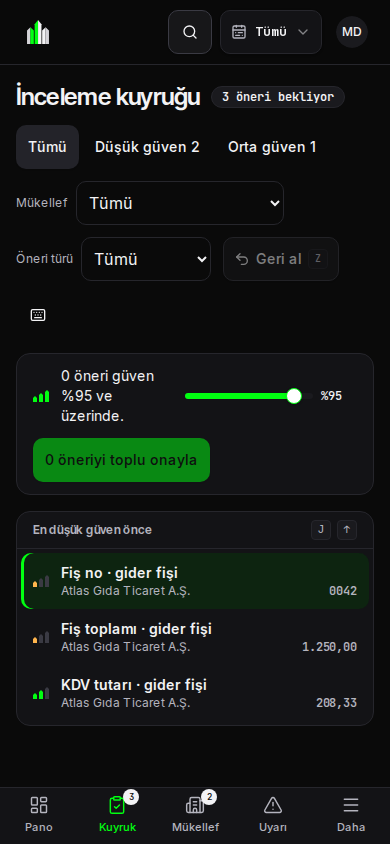 Tümü
MD
İnceleme kuyruğu
3 öneri bekliyor
Tümü
Düşük güven 2
Orta güven 1
Mükellef
Tümü
Öneri türü
Tümü
Geri al
Z
0 öneri güven
%95 ve
üzerinde.
%95
0 öneriyi toplu onayla
En düşük güven önce
J
↑
Fiş no · gider fişi
Atlas Gıda Ticaret A.Ş.
0042
Fiş toplamı · gider fişi
Atlas Gıda Ticaret A.Ş.
1.250,00
KDV tutarı · gider fişi
Atlas Gıda Ticaret A.Ş.
208,33
3
2
Pano
Kuyruk
Mükellef
Uyarı
Daha